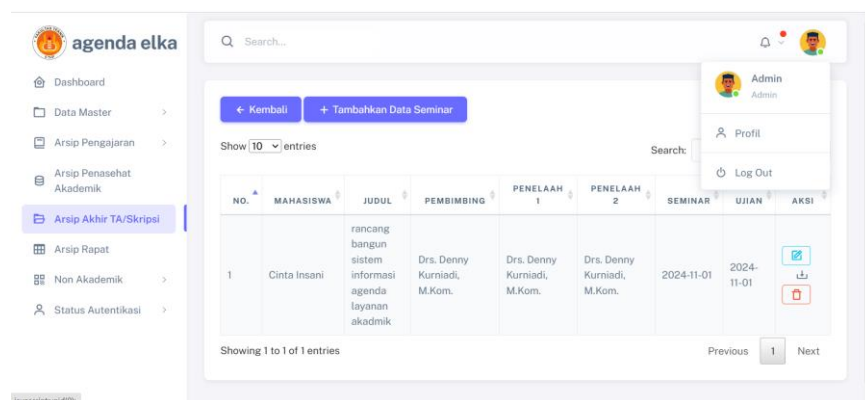 agenda elka
Search...
Dashboard
Data Master
Arsip Pengajaran
Arsip Penasehat
Akademik
Arsip Akhir TA/Skripsi
Arsip Rapat
Non Akademik
Status Autentikasi
Admin
Admin
Profil
Log Out
← Kembali
+ Tambahkan Data Seminar
Show 10 entries
Search:
NO.
MAHASISWA
JUDUL
PEMBIMBING
PENELAAH
1
PENELAAH
2
SEMINAR
UJIAN
AKSI
1
Cinta Insani
rancang
bangun
sistem
informasi
agenda
layanan
akadmik
Drs. Denny
Kurniadi,
M.Kom.
Drs. Denny
Kurniadi,
M.Kom.
Drs. Denny
Kurniadi,
M.Kom.
2024-11-01
2024-
11-01
Showing 1 to 1 of 1 entries
Previous 1 Next